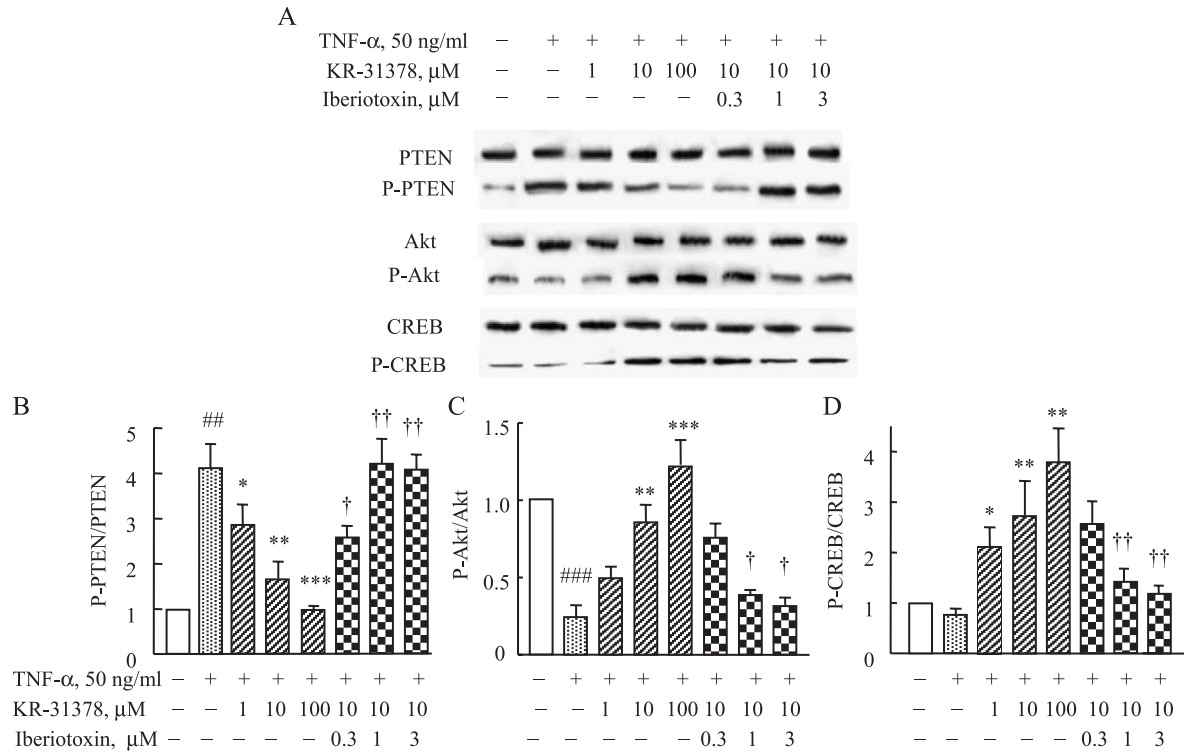 A
TNF-α, 50 ng/ml – + + + + + + +
KR-31378, μM – – 1 10 100 10 10 10
Iberiotoxin, μM – – – – – 0.3 1 3
PTEN
P-PTEN
Akt
P-Akt
CREB
P-CREB
B
P-PTEN/PTEN
5
4
3
2
1
0
##
*
**
***
†
††
††
C
P-Akt/Akt
1.5
1.0
0.5
0
###
**
***
†
†
D
P-CREB/CREB
4
3
2
1
0
*
**
**
††
††
TNF-α, 50 ng/ml – + + + + + + + – + + + + + + + – + + + + + + +
KR-31378, μM – – 1 10 100 10 10 10 – – 1 10 100 10 10 10 – – 1 10 100 10 10 10
Iberiotoxin, μM – – – – – 0.3 1 3 – – – – – 0.3 1 3 – – – – – 0.3 1 3